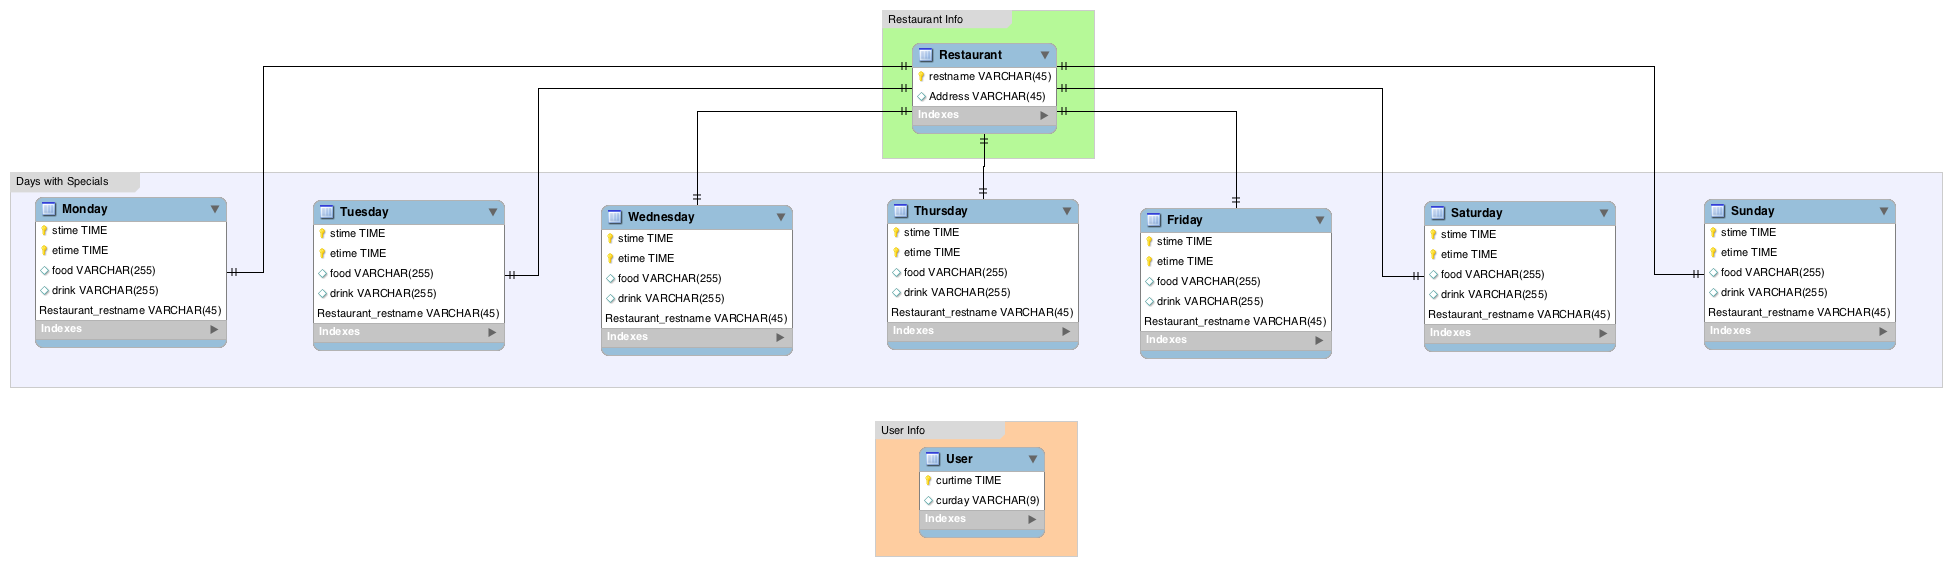 Restaurant Info
Restaurant
restname VARCHAR(45)
Address VARCHAR(45)
Indexes
Days with Specials
Monday
stime TIME
etime TIME
food VARCHAR(255)
drink VARCHAR(255)
Restaurant_restname VARCHAR(45)
Indexes
Tuesday
stime TIME
etime TIME
food VARCHAR(255)
drink VARCHAR(255)
Restaurant_restname VARCHAR(45)
Indexes
Wednesday
stime TIME
etime TIME
food VARCHAR(255)
drink VARCHAR(255)
Restaurant_restname VARCHAR(45)
Indexes
Thursday
stime TIME
etime TIME
food VARCHAR(255)
drink VARCHAR(255)
Restaurant_restname VARCHAR(45)
Indexes
Friday
stime TIME
etime TIME
food VARCHAR(255)
drink VARCHAR(255)
Restaurant_restname VARCHAR(45)
Indexes
Saturday
stime TIME
etime TIME
food VARCHAR(255)
drink VARCHAR(255)
Restaurant_restname VARCHAR(45)
Indexes
Sunday
stime TIME
etime TIME
food VARCHAR(255)
drink VARCHAR(255)
Restaurant_restname VARCHAR(45)
Indexes
User Info
User
curtime TIME
curday VARCHAR(9)
Indexes